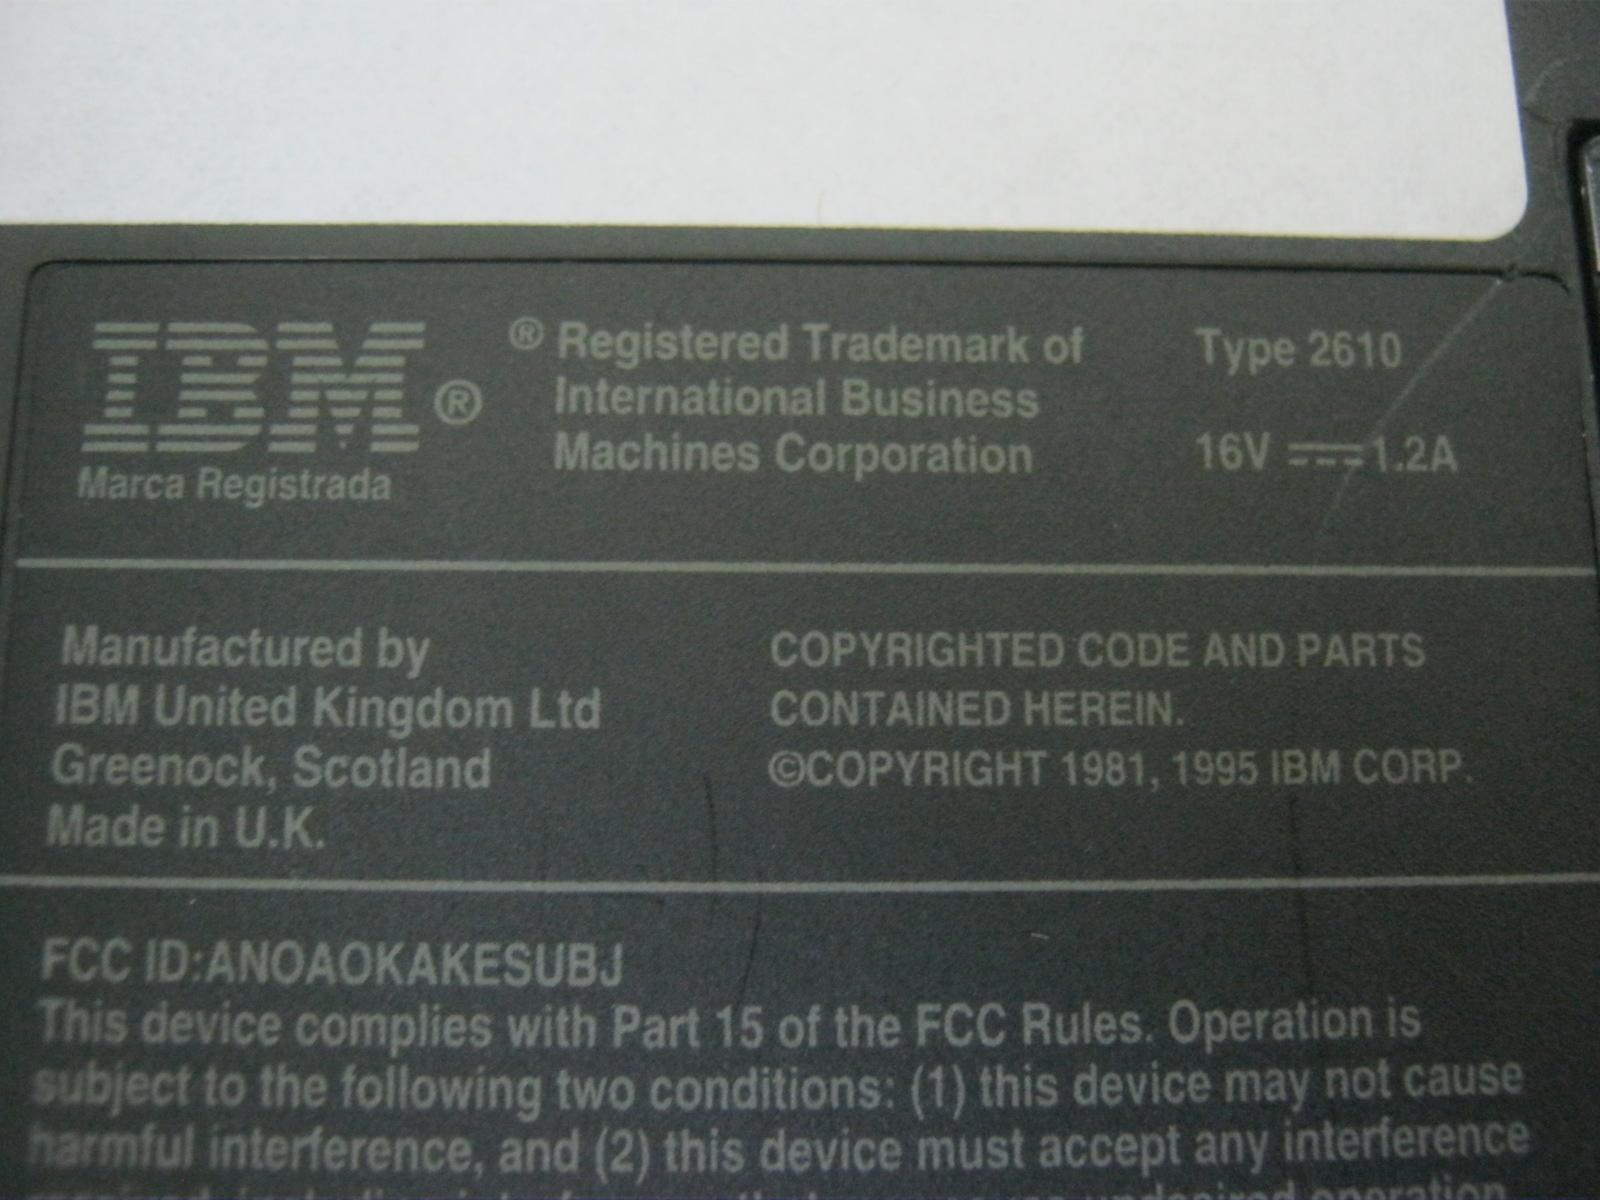 IBM ®
Marca Registrada
® Registered Trademark of
International Business
Machines Corporation
Type 2610
16V 1.2A
Manufactured by
IBM United Kingdom Ltd
Greenock, Scotland
Made in U.K.
COPYRIGHTED CODE AND PARTS
CONTAINED HEREIN.
©COPYRIGHT 1981, 1995 IBM CORP.
FCC ID:ANOAOKAKESUBJ
This device complies with Part 15 of the FCC Rules. Operation is
subject to the following two conditions: (1) this device may not cause
harmful interference, and (2) this device must accept any interference
undesired operation.